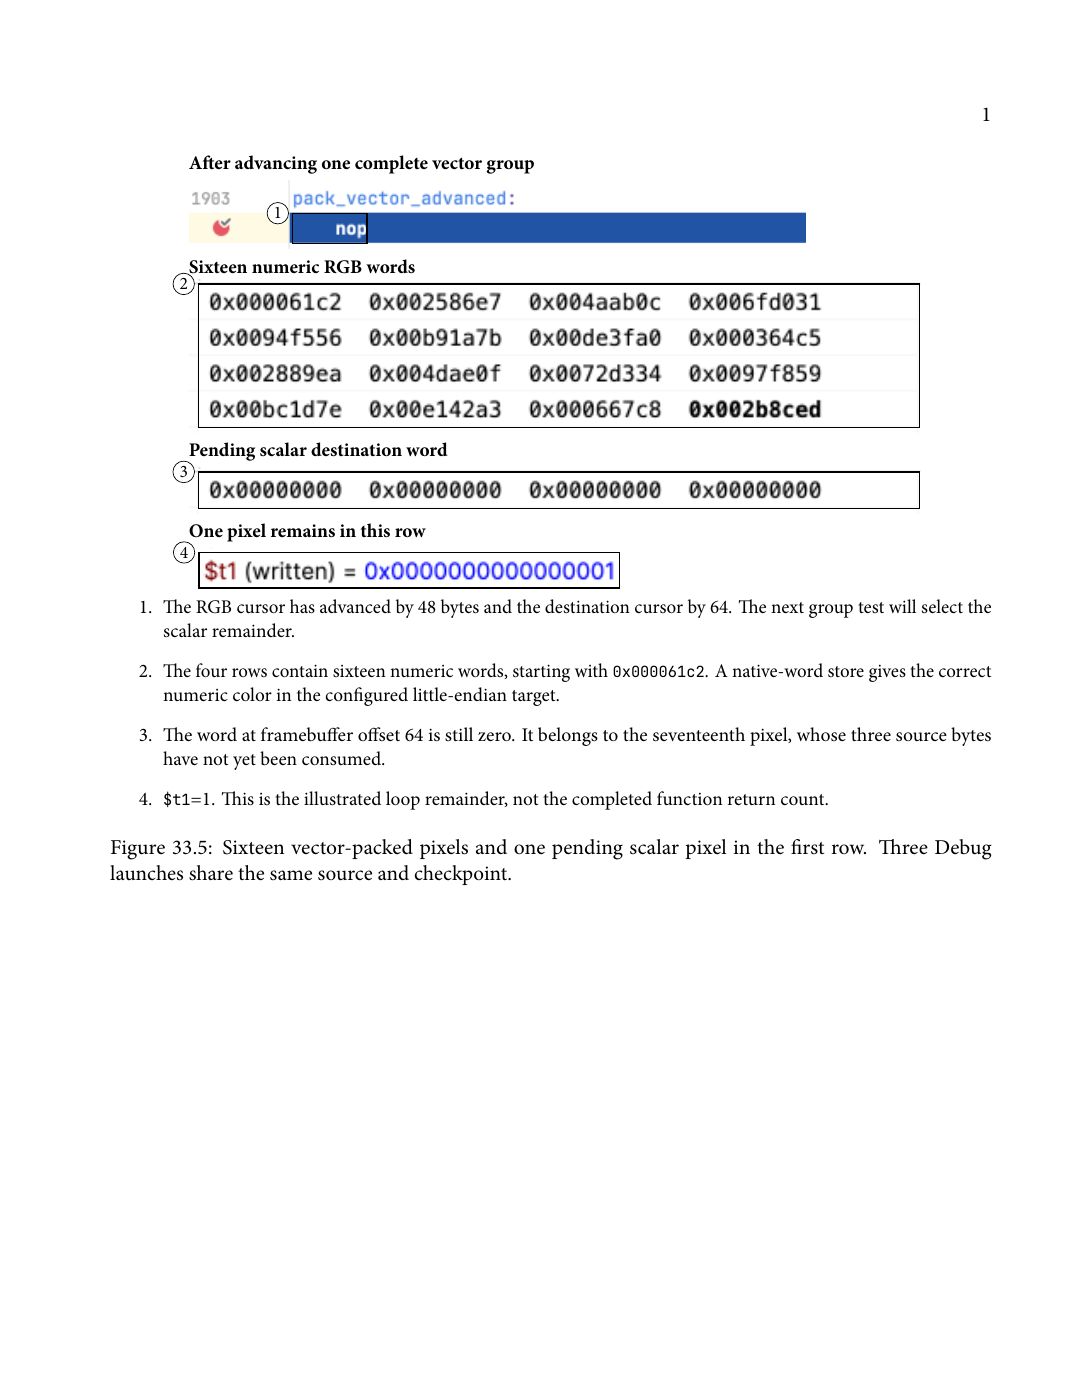 1
After advancing one complete vector group
1903 pack_vector_advanced:
1 nop
Sixteen numeric RGB words
2
0x000061c2 0x002586e7 0x004aab0c 0x006fd031
0x0094f556 0x00b91a7b 0x00de3fa0 0x000364c5
0x002889ea 0x004dae0f 0x0072d334 0x0097f859
0x00bc1d7e 0x00e142a3 0x000667c8 0x002b8ced
Pending scalar destination word
3
0x00000000 0x00000000 0x00000000 0x00000000
One pixel remains in this row
4
$t1 (written) = 0x0000000000000001
1. The RGB cursor has advanced by 48 bytes and the destination cursor by 64. The next group test will select the
scalar remainder.
2. The four rows contain sixteen numeric words, starting with 0x000061c2. A native-word store gives the correct
numeric color in the configured little-endian target.
3. The word at framebuffer offset 64 is still zero. It belongs to the seventeenth pixel, whose three source bytes
have not yet been consumed.
4. $t1=1. This is the illustrated loop remainder, not the completed function return count.
Figure 33.5: Sixteen vector-packed pixels and one pending scalar pixel in the first row. Three Debug
launches share the same source and checkpoint.